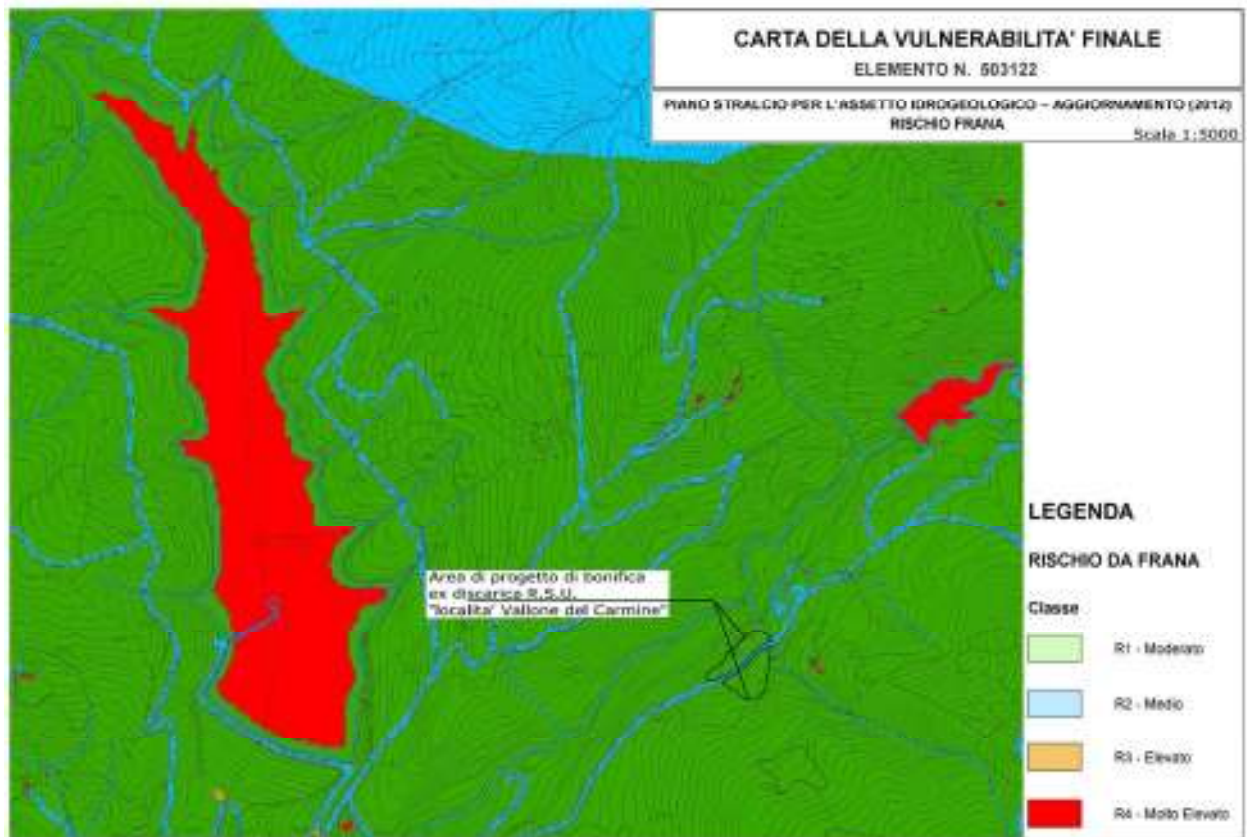 CARTA DELLA VULNERABILITA' FINALE
ELEMENTO N. 503122
PIANO STRALCIO PER L'ASSETTO IDROGEOLOGICO – AGGIORNAMENTO (2012)
RISCHIO FRANA
Scala 1:5000
Area di progetto di bonifica
ex discarica R.S.U.
"localita' Vallone del Carmine"
LEGENDA
RISCHIO DA FRANA
Classe
R1 - Moderato
R2 - Medio
R3 - Elevato
R4 - Molto Elevato